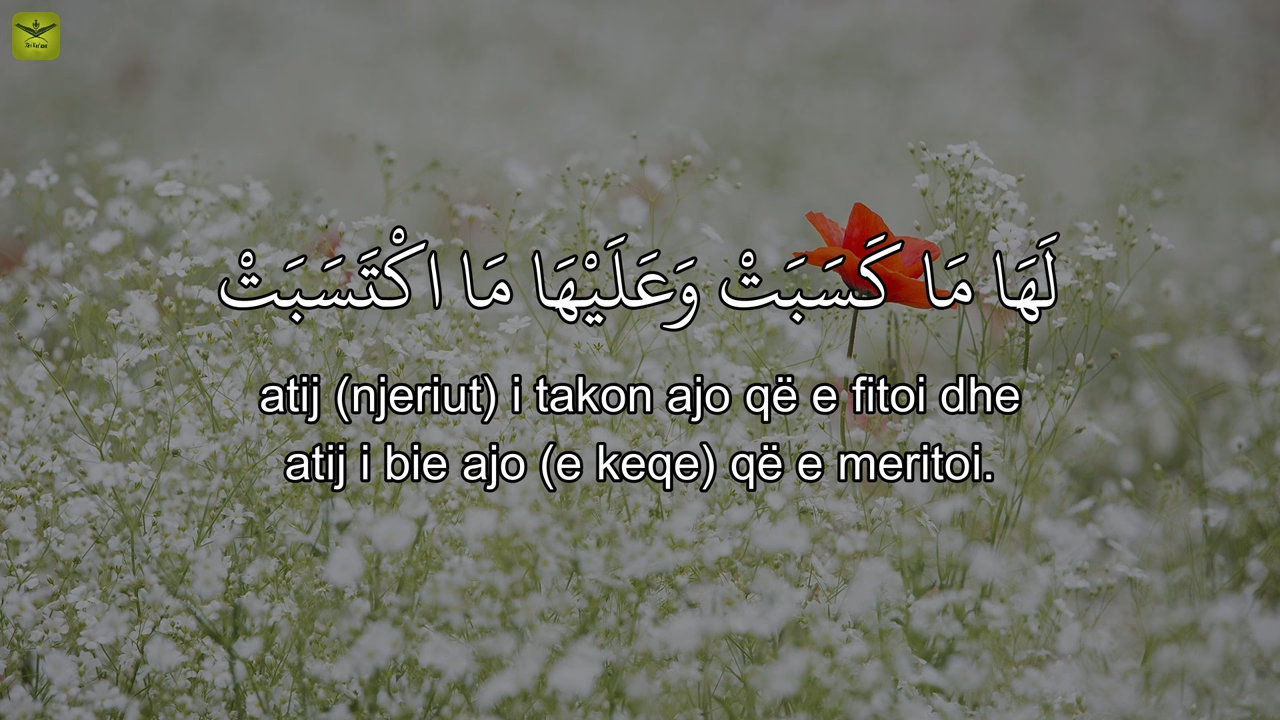 لَهَا مَا كَسَبَتْ وَعَلَيْهَا مَا اكْتَسَبَتْ
atij (njeriut) i takon ajo që e fitoi dhe
atij i bie ajo (e keqe) që e meritoi.